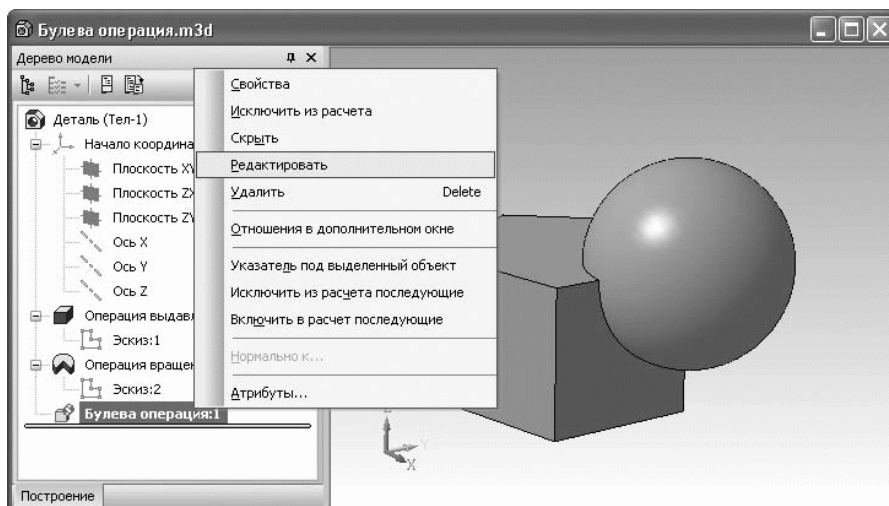 Булева операция.m3d
Дерево модели
Деталь (Тел-1)
Начало координа
Плоскость XY
Плоскость ZX
Плоскость ZY
Ось X
Ось Y
Ось Z
Операция выдавл
Эскиз:1
Операция вращен
Эскиз:2
Булева операция:1
Построение
Свойства
Исключить из расчета
Скрыть
Редактировать
Удалить Delete
Отношения в дополнительном окне
Указатель под выделенный объект
Исключить из расчета последующие
Включить в расчет последующие
Нормально к...
Атрибуты...
Z
Y
X